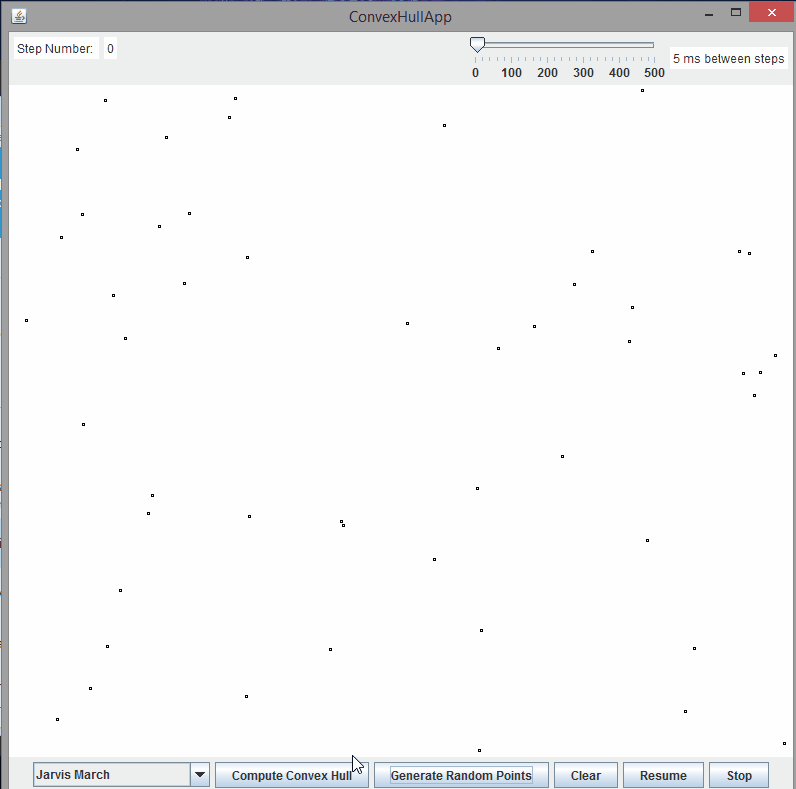 ConvexHullApp
Step Number: 0
0 100 200 300 400 500
5 ms between steps
Jarvis March Compute Convex Hull Generate Random Points Clear Resume Stop